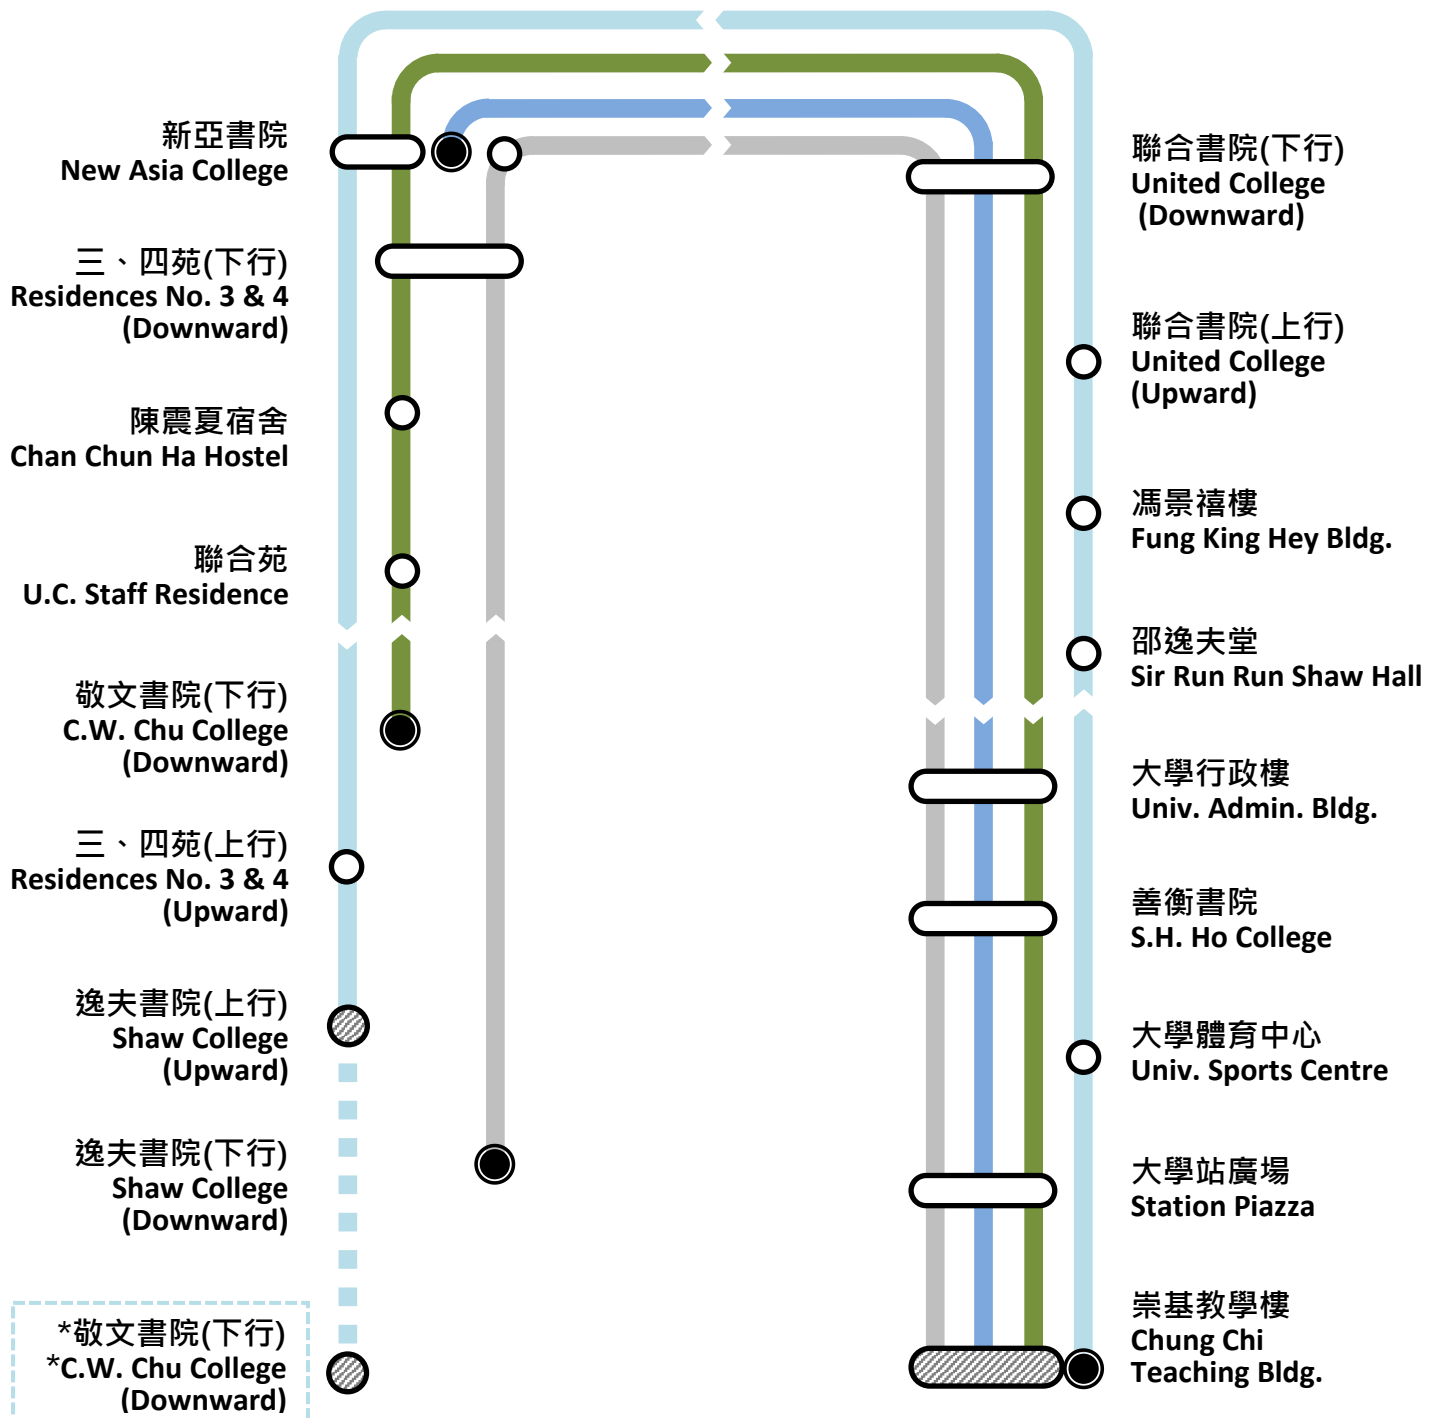 新亞書院
New Asia College
三、四苑(下行)
Residences No. 3 & 4
(Downward)
陳震夏宿舍
Chan Chun Ha Hostel
聯合苑
U.C. Staff Residence
敬文書院(下行)
C.W. Chu College
(Downward)
三、四苑(上行)
Residences No. 3 & 4
(Upward)
逸夫書院(上行)
Shaw College
(Upward)
逸夫書院(下行)
Shaw College
(Downward)
*敬文書院(下行)
*C.W. Chu College
(Downward)
聯合書院(下行)
United College
(Downward)
聯合書院(上行)
United College
(Upward)
馮景禧樓
Fung King Hey Bldg.
邵逸夫堂
Sir Run Run Shaw Hall
大學行政樓
Univ. Admin. Bldg.
善衡書院
S.H. Ho College
大學體育中心
Univ. Sports Centre
大學站廣場
Station Piazza
崇基教學樓
Chung Chi
Teaching Bldg.